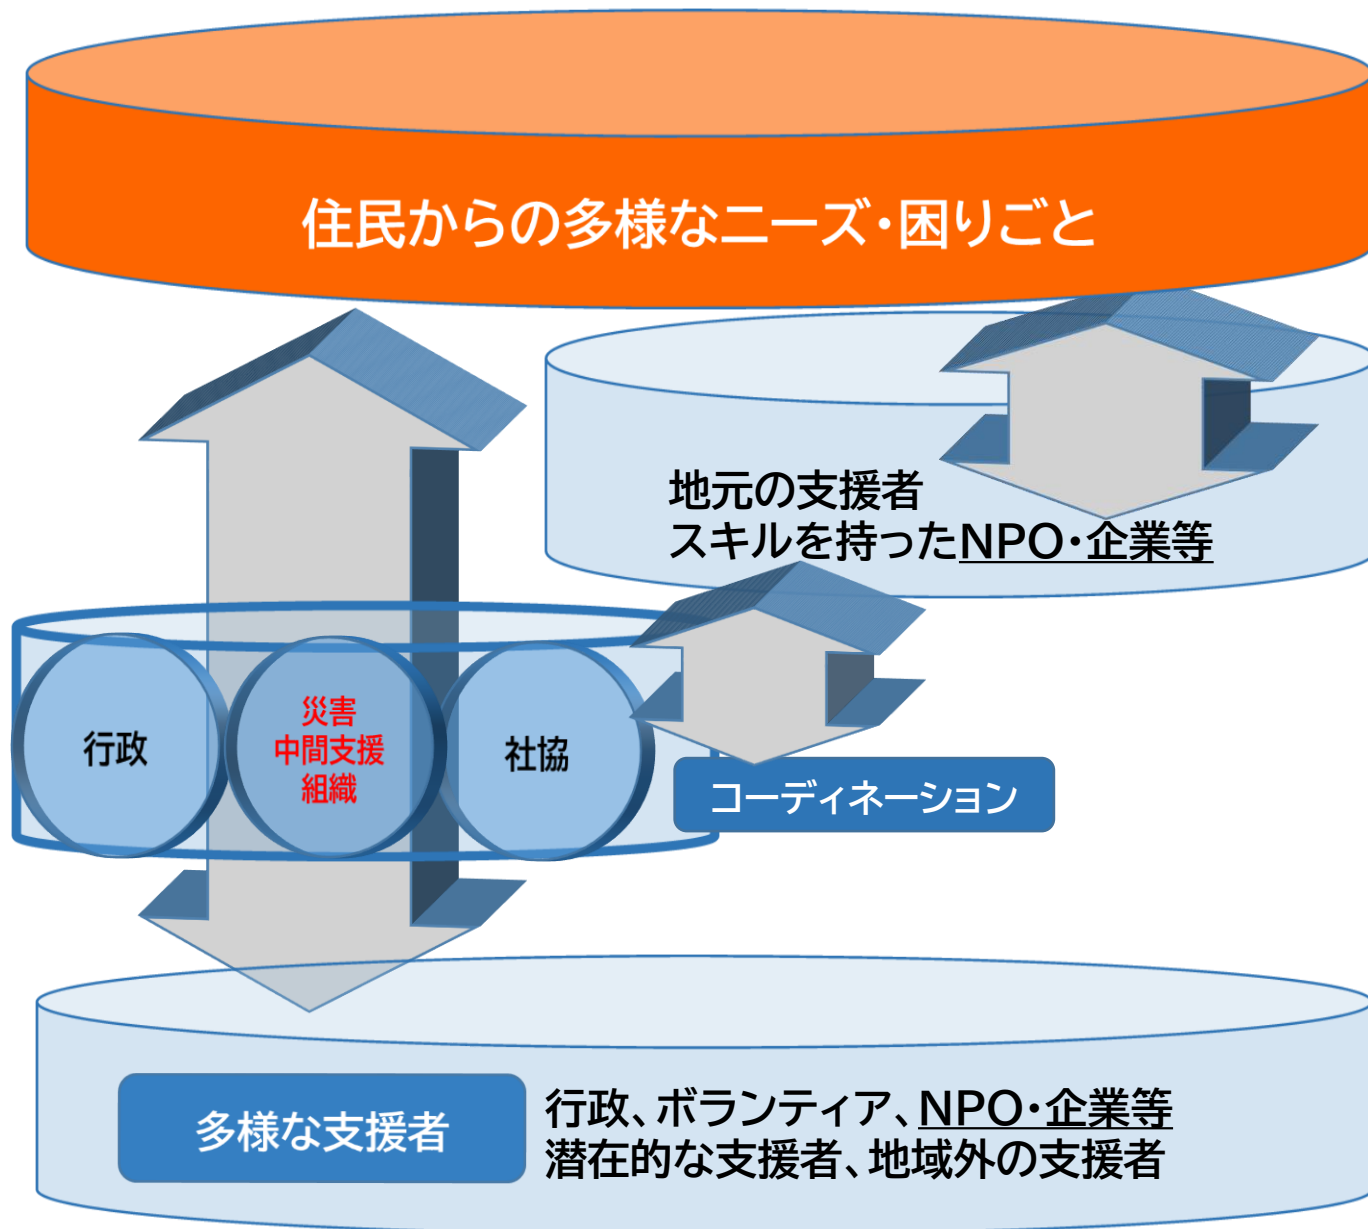 住民からの多様なニーズ・困りごと
地元の支援者
スキルを持ったNPO・企業等
行政
災害
中間支援
組織
社協
コーディネーション
多様な支援者
行政、ボランティア、NPO・企業等
潜在的な支援者、地域外の支援者